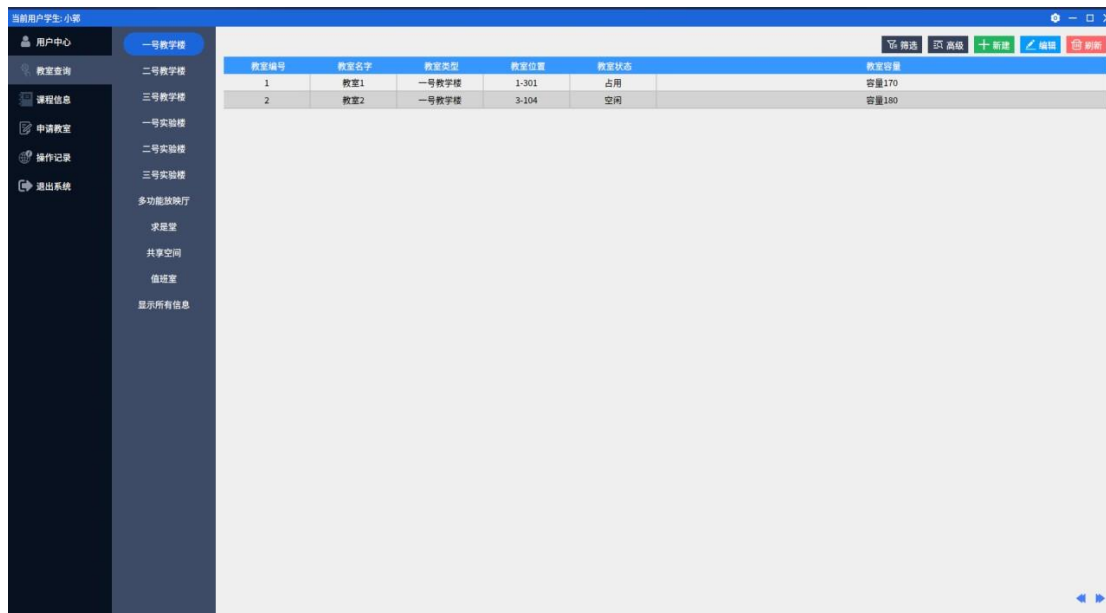 当前用户学生:小郭
用户中心
教室查询
课程信息
申请教室
操作记录
退出系统
一号教学楼
二号教学楼
三号教学楼
一号实验楼
二号实验楼
三号实验楼
多功能放映厅
求是堂
共享空间
值班室
显示所有信息
筛选 高级 新建 编辑 刷新
教室编号 教室名字 教室类型 教室位置 教室状态 教室容量
1 教室1 一号教学楼 1-301 占用 容量170
2 教室2 一号教学楼 3-104 空闲 容量180